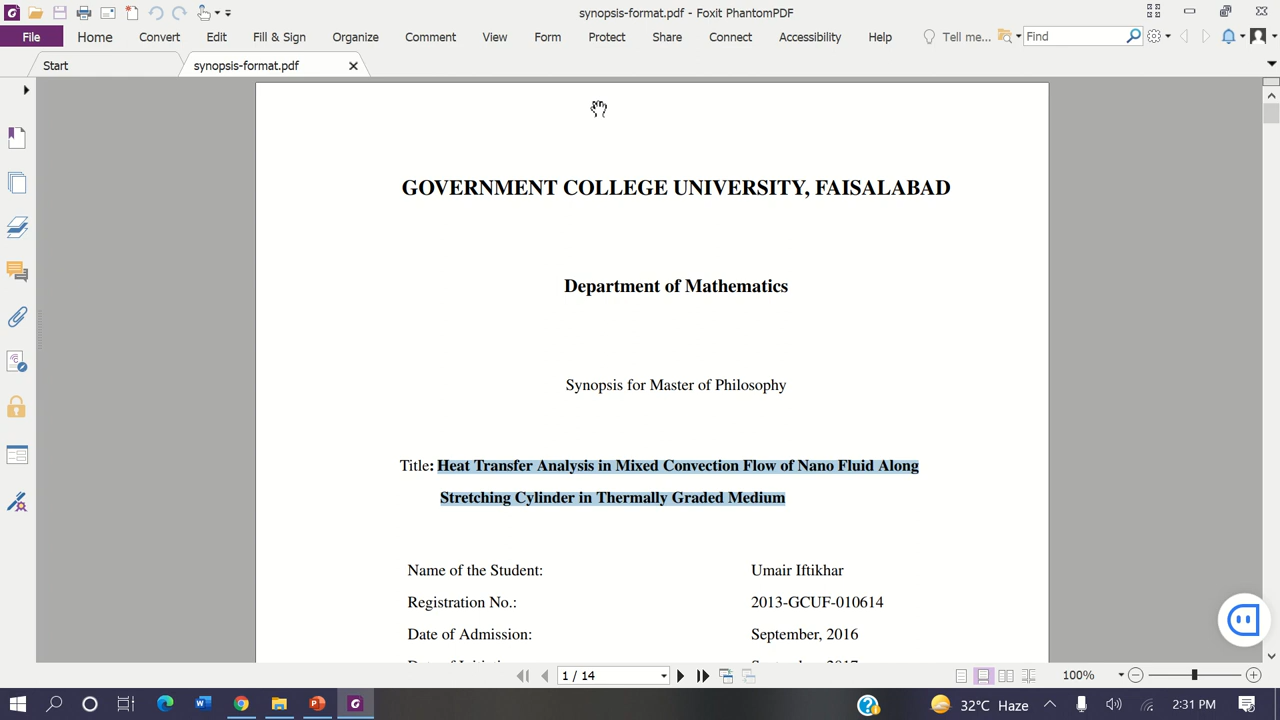 synopsis-format.pdf - Foxit PhantomPDF
File Home Convert Edit Fill & Sign Organize Comment View Form Protect Share Connect Accessibility Help Tell me... Find
Start synopsis-format.pdf
GOVERNMENT COLLEGE UNIVERSITY, FAISALABAD
Department of Mathematics
Synopsis for Master of Philosophy
Title: Heat Transfer Analysis in Mixed Convection Flow of Nano Fluid Along
Stretching Cylinder in Thermally Graded Medium
Name of the Student: Umair Iftikhar
Registration No.: 2013-GCUF-010614
Date of Admission: September, 2016
1 / 14 100%
32°C Haze 2:31 PM